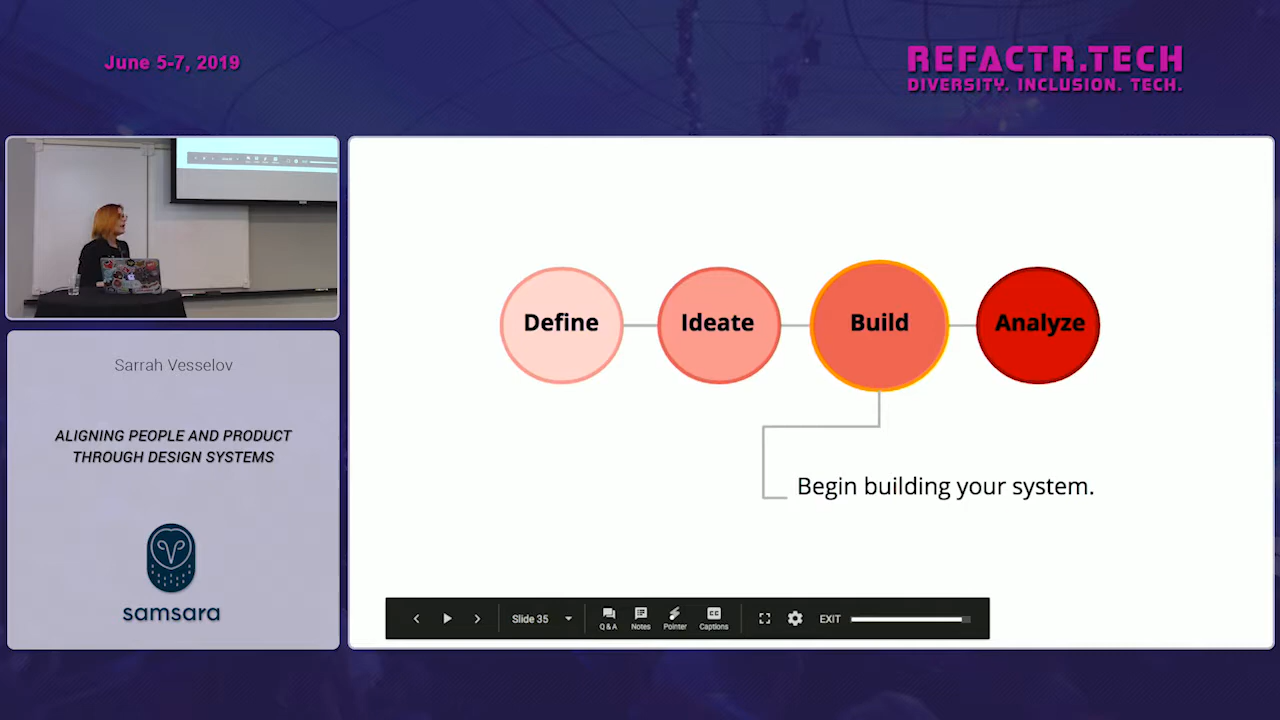 June 5-7, 2019
REFACTR.TECH
DIVERSITY. INCLUSION. TECH.
Sarrah Vesselov
ALIGNING PEOPLE AND PRODUCT
THROUGH DESIGN SYSTEMS
samsara
Define
Ideate
Build
Analyze
Begin building your system.
Slide 35
Q & A
Notes
Pointer
Captions
EXIT